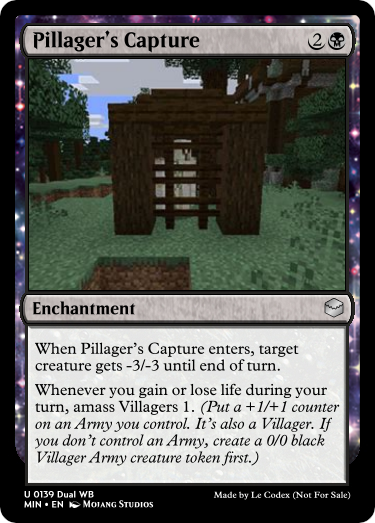 Pillager's Capture 2
Enchantment
When Pillager's Capture enters, target
creature gets -3/-3 until end of turn.
Whenever you gain or lose life during your
turn, amass Villagers 1. (Put a +1/+1 counter
on an Army you control. It's also a Villager. If
you don't control an Army, create a 0/0 black
Villager Army creature token first.)
U 0139 Dual WB
MIN • EN Mojang Studios
Made by Le Codex (Not For Sale)